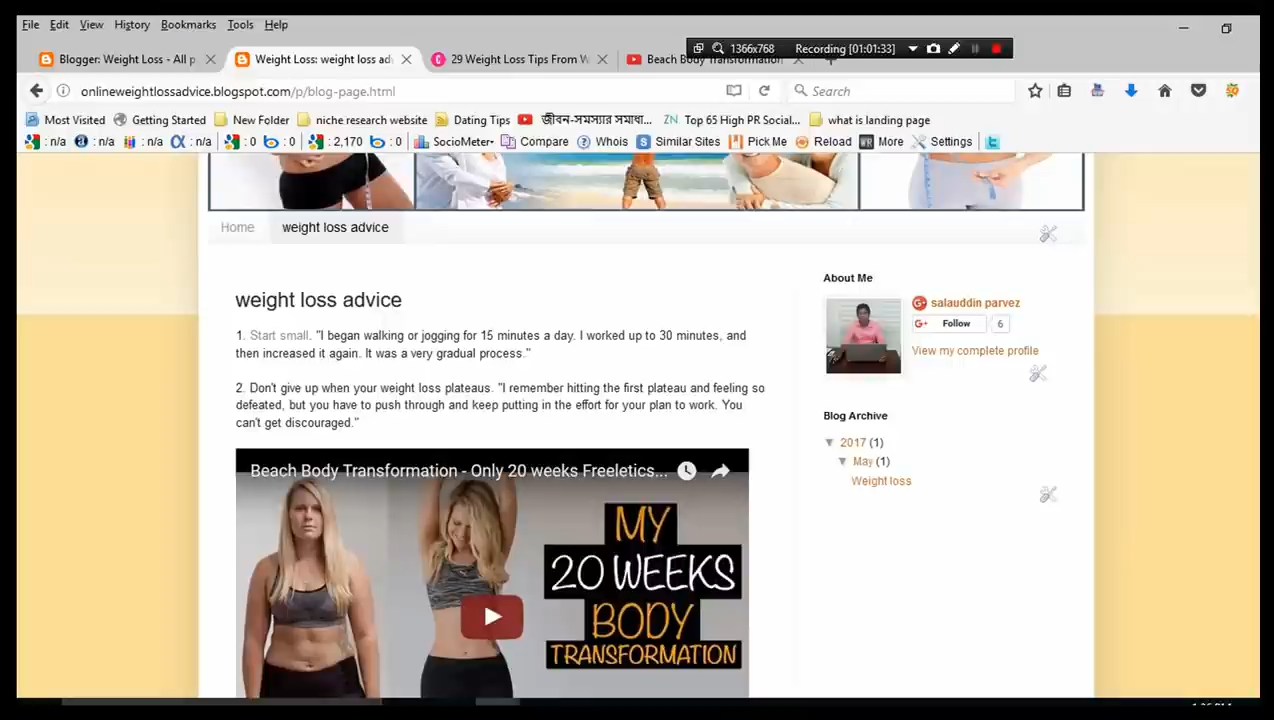 File Edit View History Bookmarks Tools Help
1366x768 Recording [01:01:33]
Blogger: Weight Loss - All p
Weight Loss: weight loss ad
29 Weight Loss Tips From W
Beach Body Transformation
onlineweightlossadvice.blogspot.com/p/blog-page.html
Search
Most Visited Getting Started New Folder niche research website Dating Tips জীবন-সমস্যার সমাধা... ZN Top 65 High PR Social... what is landing page
: n/a : n/a : n/a : n/a : 0 : 0 : 2,170 : 0 SocioMeter Compare Whois Similar Sites Pick Me Reload More Settings
Home weight loss advice
weight loss advice
1. Start small. "I began walking or jogging for 15 minutes a day. I worked up to 30 minutes, and
then increased it again. It was a very gradual process."
2. Don't give up when your weight loss plateaus. "I remember hitting the first plateau and feeling so
defeated, but you have to push through and keep putting in the effort for your plan to work. You
can't get discouraged."
Beach Body Transformation - Only 20 weeks Freeletics...
MY
20 WEEKS
BODY
TRANSFORMATION
About Me
salauddin parvez
Follow 6
View my complete profile
Blog Archive
▼ 2017 (1)
▼ May (1)
Weight loss